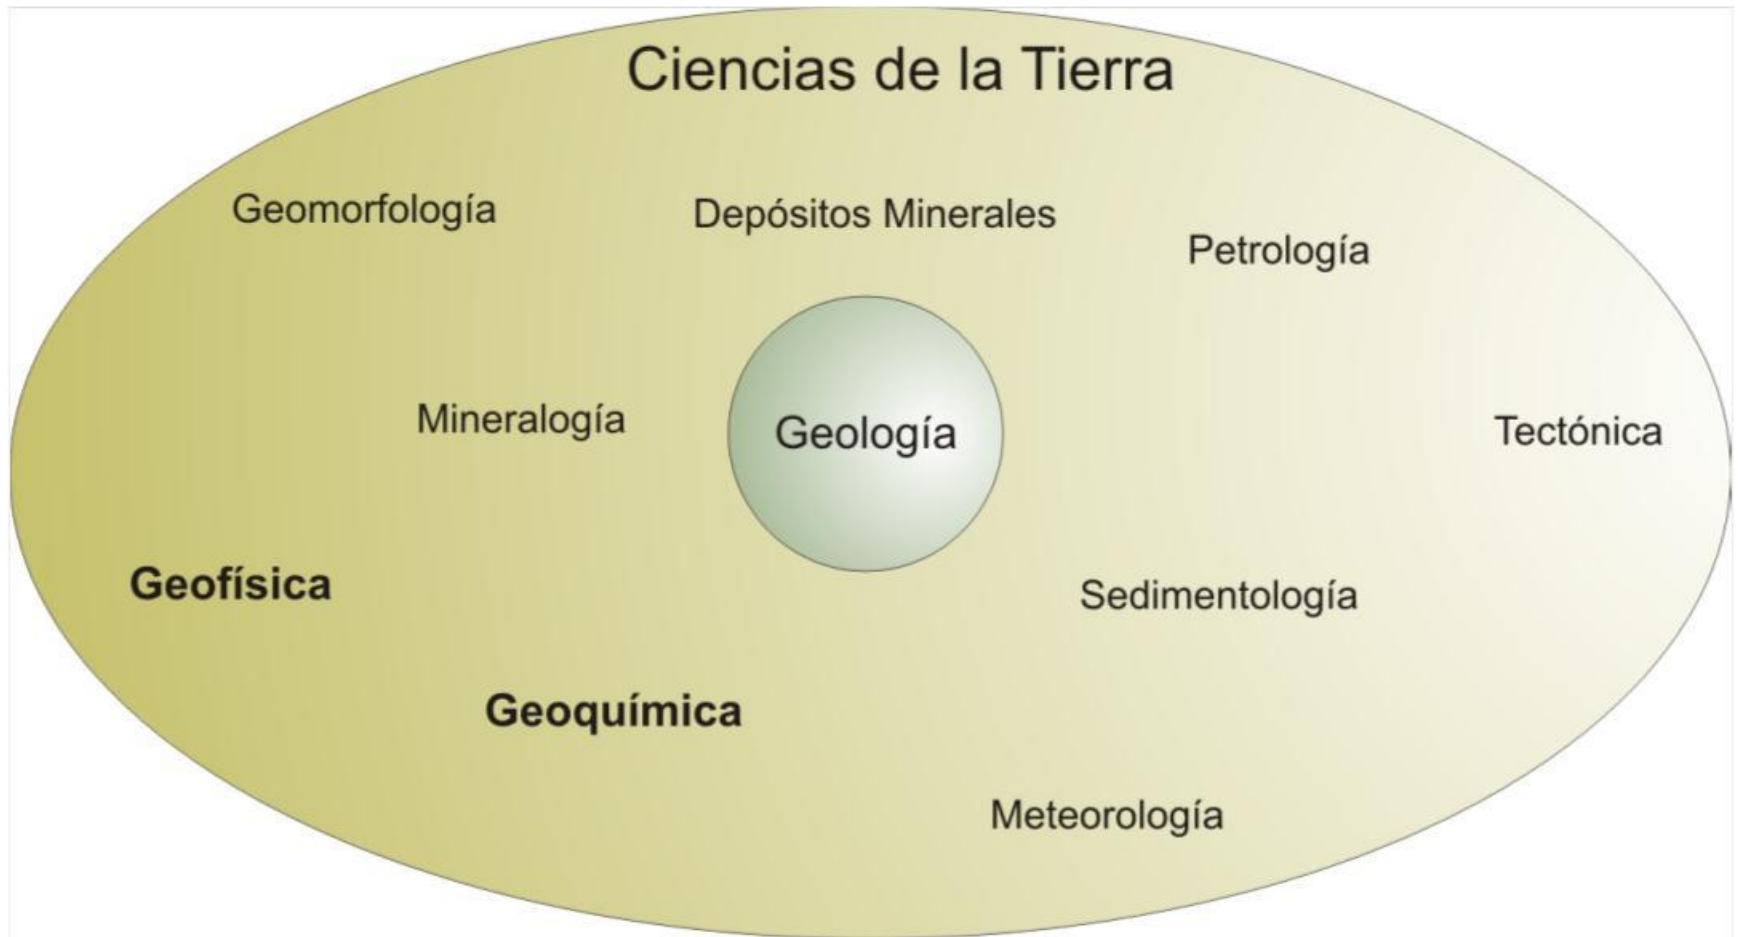 Ciencias de la Tierra
Geomorfología
Depósitos Minerales
Petrología
Mineralogía
Geología
Tectónica
Geofísica
Sedimentología
Geoquímica
Meteorología